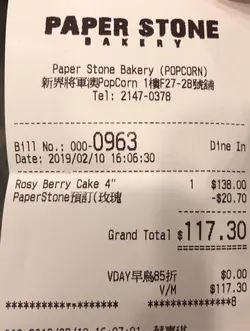 PAPER STONE
BAKERY
Paper Stone Bakery (POPCORN)
新界將軍澳PopCorn 1樓F27-28號舖
Tel: 2147-0378
Bill No.: 000-0963 Dine In
Date: 2019/02/10 16:06:30
Rosy Berry Cake 4" 1 $138.00
PaperStone預訂(玫瑰 -$20.70
Grand Total $117.30
VDAY早鳥85折 $0.00
V/M $117.30
****************8